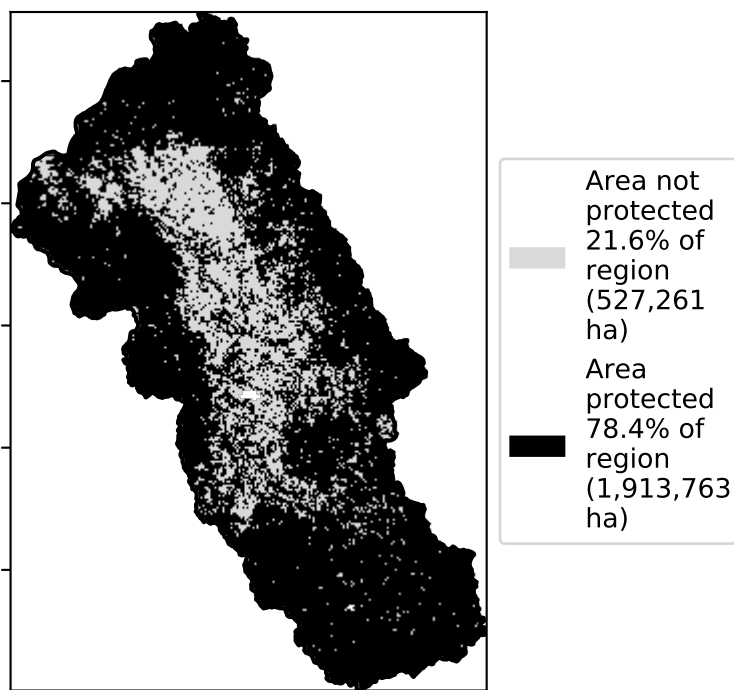 Area not
protected
21.6% of
region
(527,261
ha)
Area
protected
78.4% of
region
(1,913,763
ha)